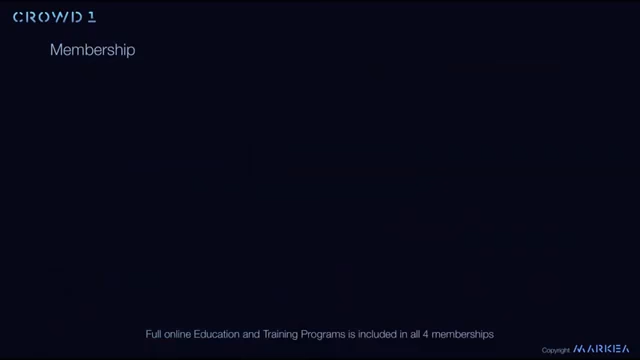 CROWD 1
Membership
Full online Education and Training Programs is included in all 4 memberships
Copyright MARKEA